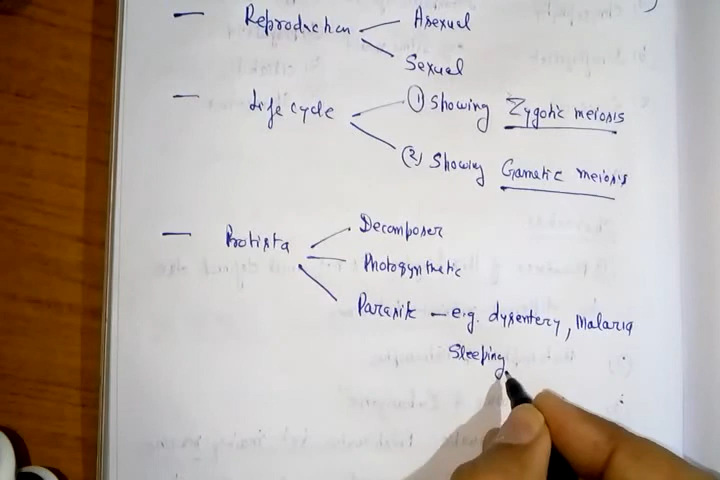 — Reproduction Asexual
Sexual
— Life cycle ① Showing Zygotic meiosis
② Showing Gametic meiosis
— Protista Decomposer
Photosynthetic
Parasitic – e.g. dysentery, Malaria
Sleeping